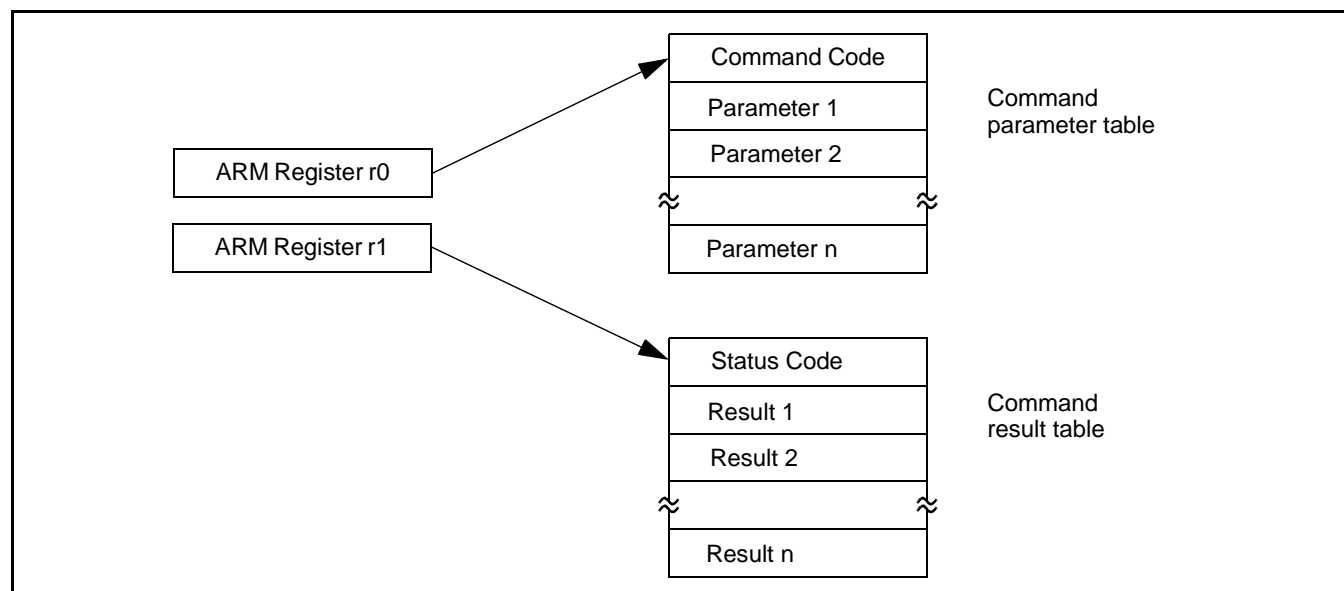 Command Code
Parameter 1
Parameter 2
Parameter n
Command
parameter table
ARM Register r0
ARM Register r1
Status Code
Result 1
Result 2
Result n
Command
result table